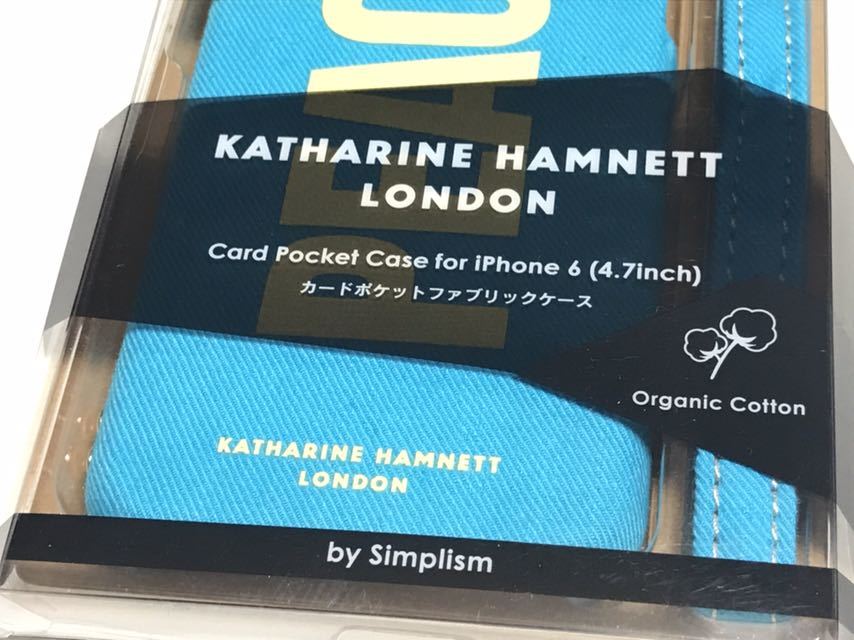 PEAC
KATHARINE HAMNETT
LONDON
Card Pocket Case for iPhone 6 (4.7inch)
カードポケットファブリックケース
Organic Cotton
KATHARINE HAMNETT
LONDON
by Simplism